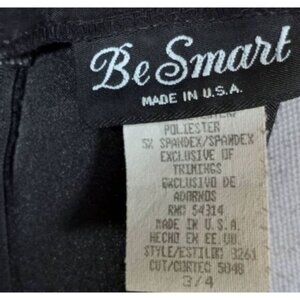 Be Smart
MADE IN U.S.A.
POLIESTER
5% SPANDEX/SPANDEX
EXCLUSIVE OF
TRIMINGS
EXCLUSIVO DE
ADORNOS
RN# 54314
MADE IN U.S.A.
HECHO EN EE.UU.
STYLE/ESTILO# 3261
CUT/CORTE# 5048
3/4